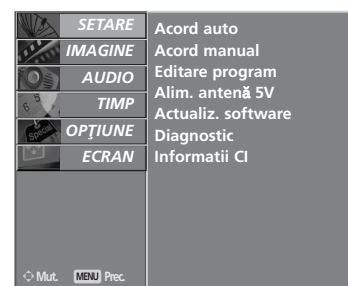 SETARE
IMAGINE
AUDIO
TIMP
OPŢIUNE
ECRAN
Acord auto
Acord manual
Editare program
Alim. antenă 5V
Actualiz. software
Diagnostic
Informatii CI
Mut. MENU Prec.